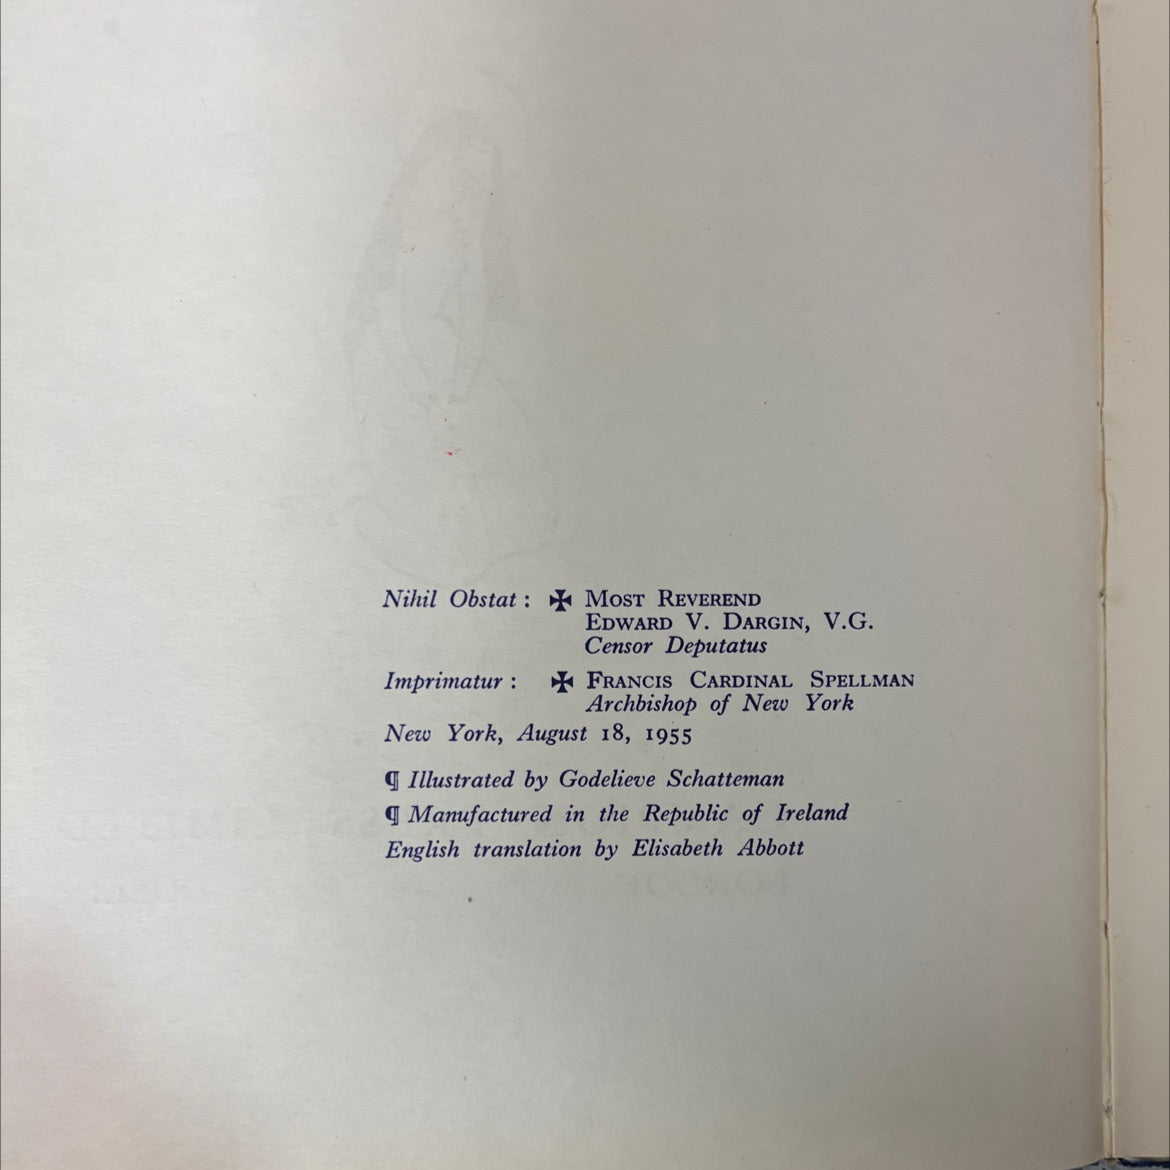 Nihil Obstat : ✠ Most Reverend
Edward V. Dargin, V.G.
Censor Deputatus
Imprimatur : ✠ Francis Cardinal Spellman
Archbishop of New York
New York, August 18, 1955
¶ Illustrated by Godelieve Schatteman
¶ Manufactured in the Republic of Ireland
English translation by Elisabeth Abbott